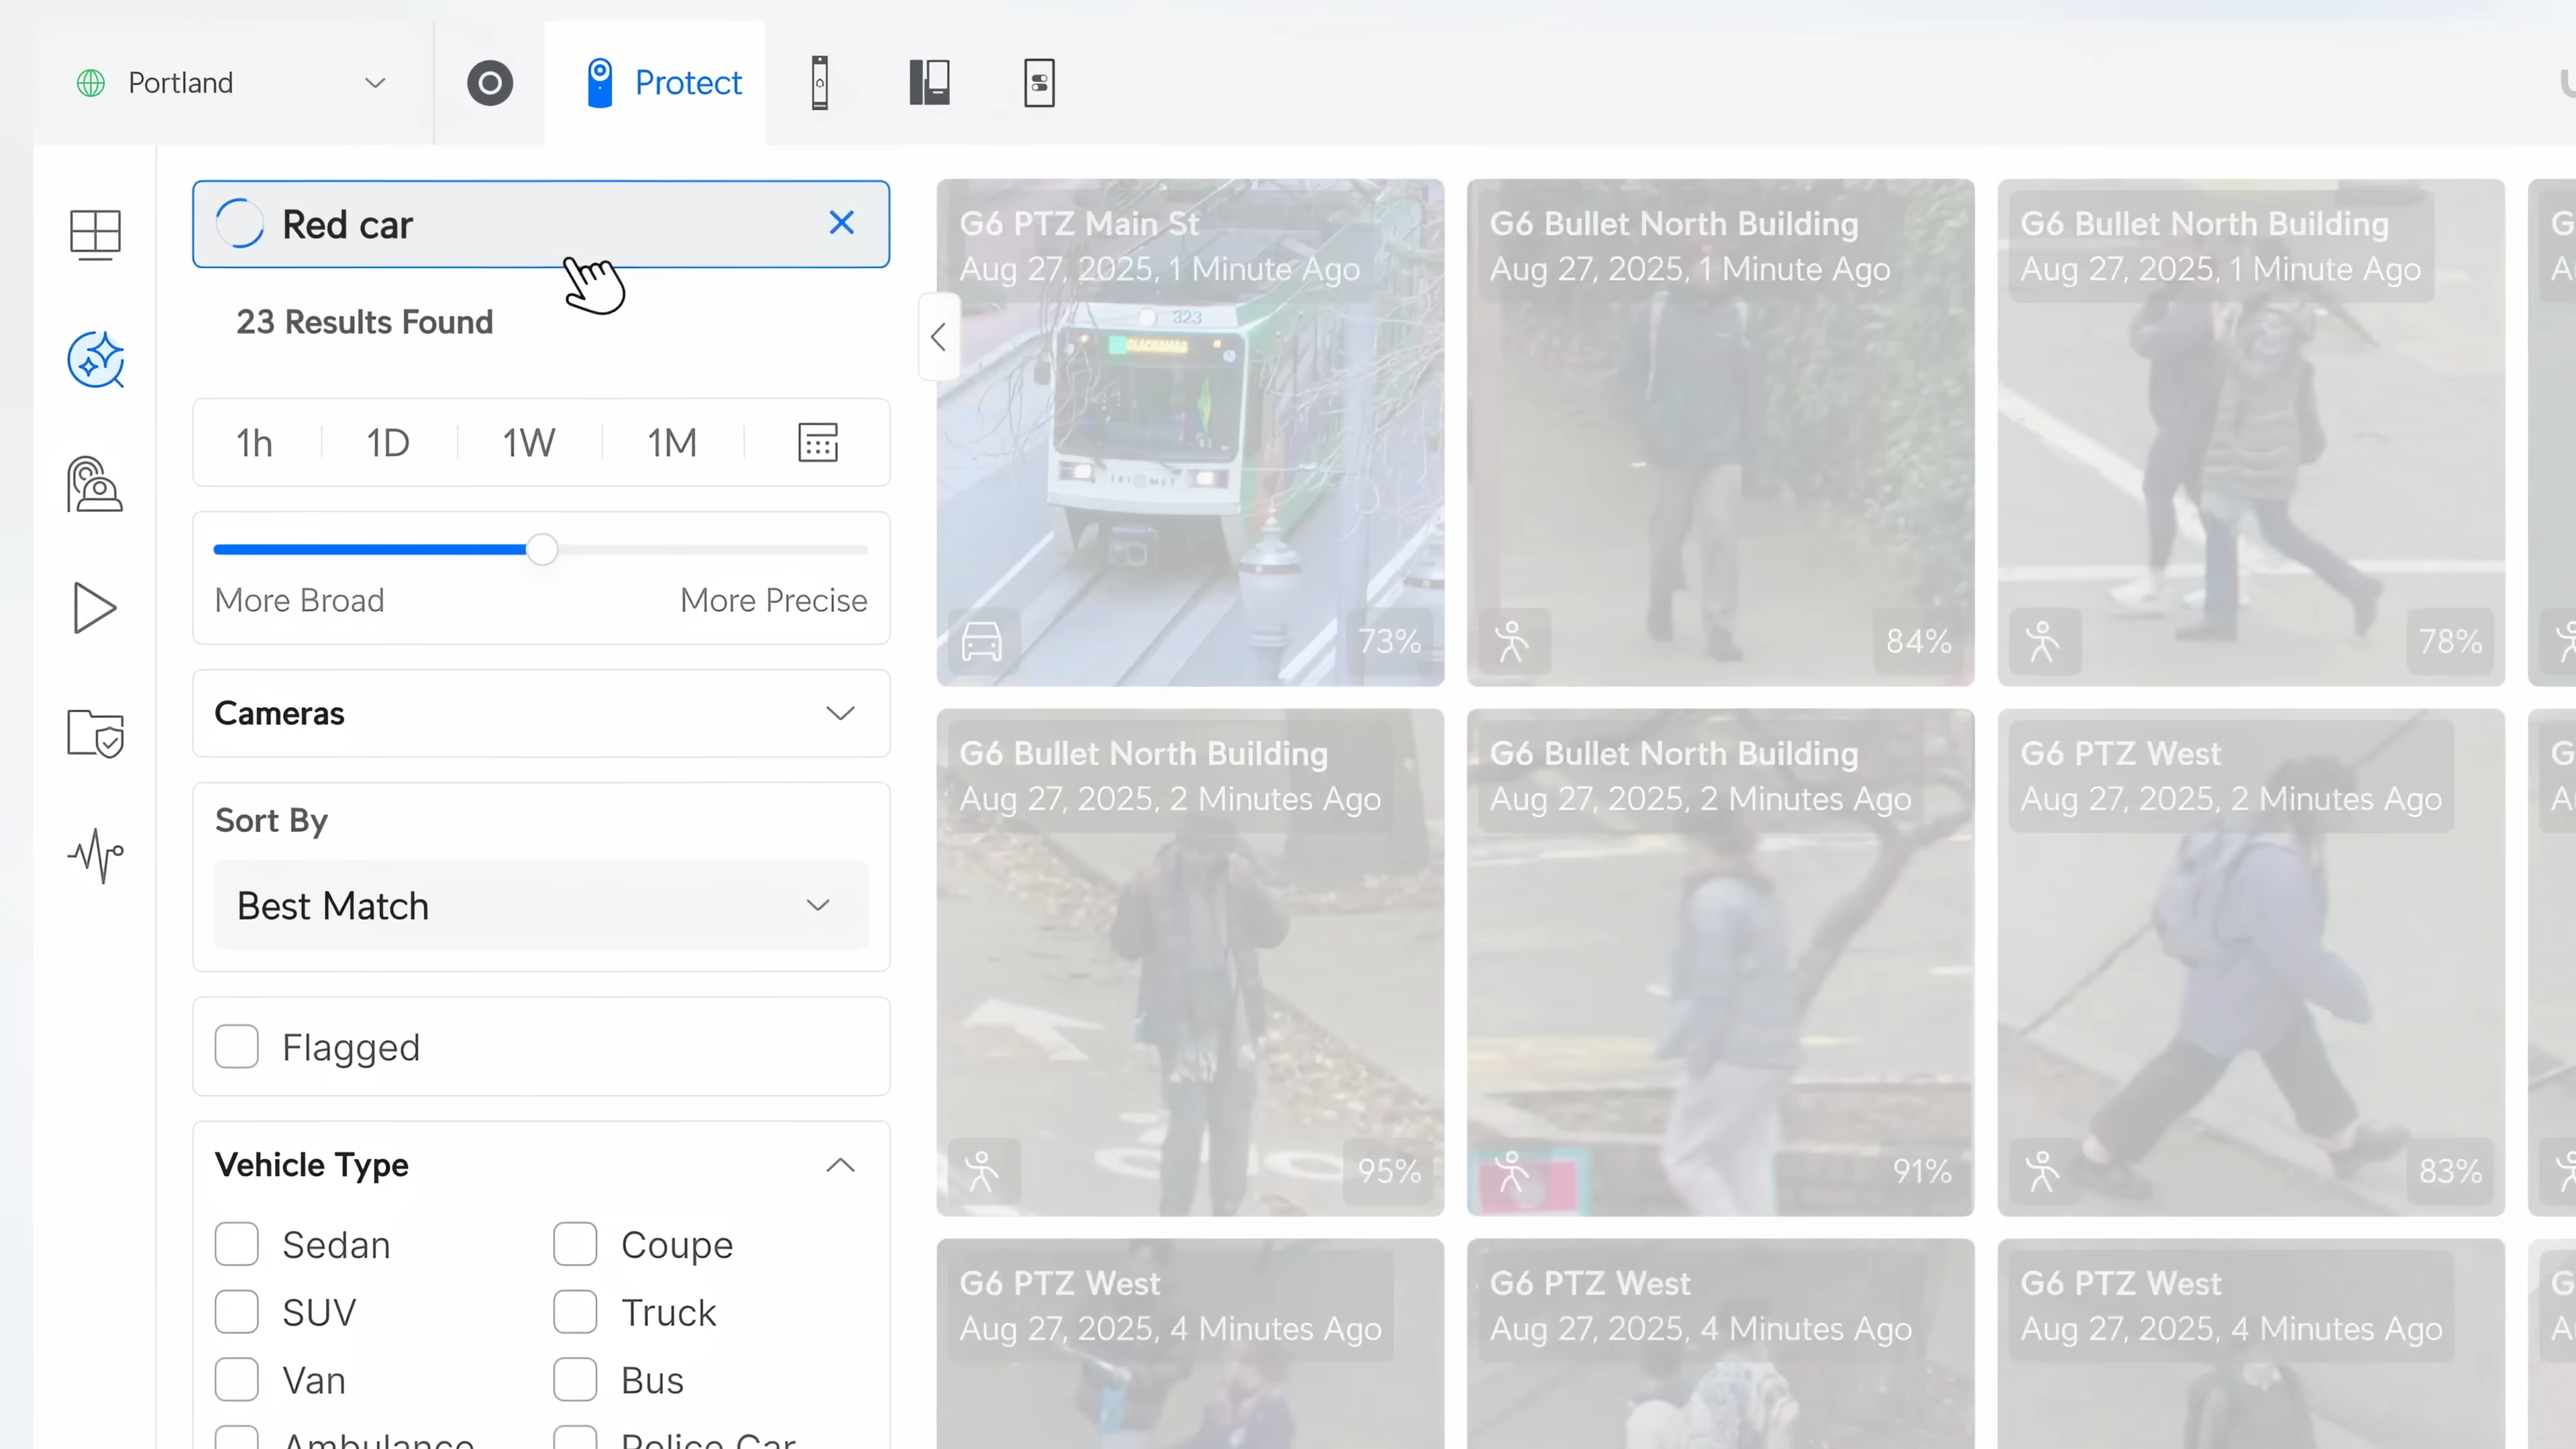 Portland
Protect
Red car
23 Results Found
1h
1D
1W
1M
More Broad
More Precise
Cameras
Sort By
Best Match
Flagged
Vehicle Type
Sedan
Coupe
SUV
Truck
Van
Bus
Ambulance
Police Car
G6 PTZ Main St
Aug 27, 2025, 1 Minute Ago
323
CLACKAMAS
TRIMET
73%
G6 Bullet North Building
Aug 27, 2025, 1 Minute Ago
84%
G6 Bullet North Building
Aug 27, 2025, 1 Minute Ago
78%
G6 Bullet North Building
Aug 27, 2025, 2 Minutes Ago
95%
G6 Bullet North Building
Aug 27, 2025, 2 Minutes Ago
91%
G6 PTZ West
Aug 27, 2025, 2 Minutes Ago
83%
G6 PTZ West
Aug 27, 2025, 4 Minutes Ago
G6 PTZ West
Aug 27, 2025, 4 Minutes Ago
G6 PTZ West
Aug 27, 2025, 4 Minutes Ago